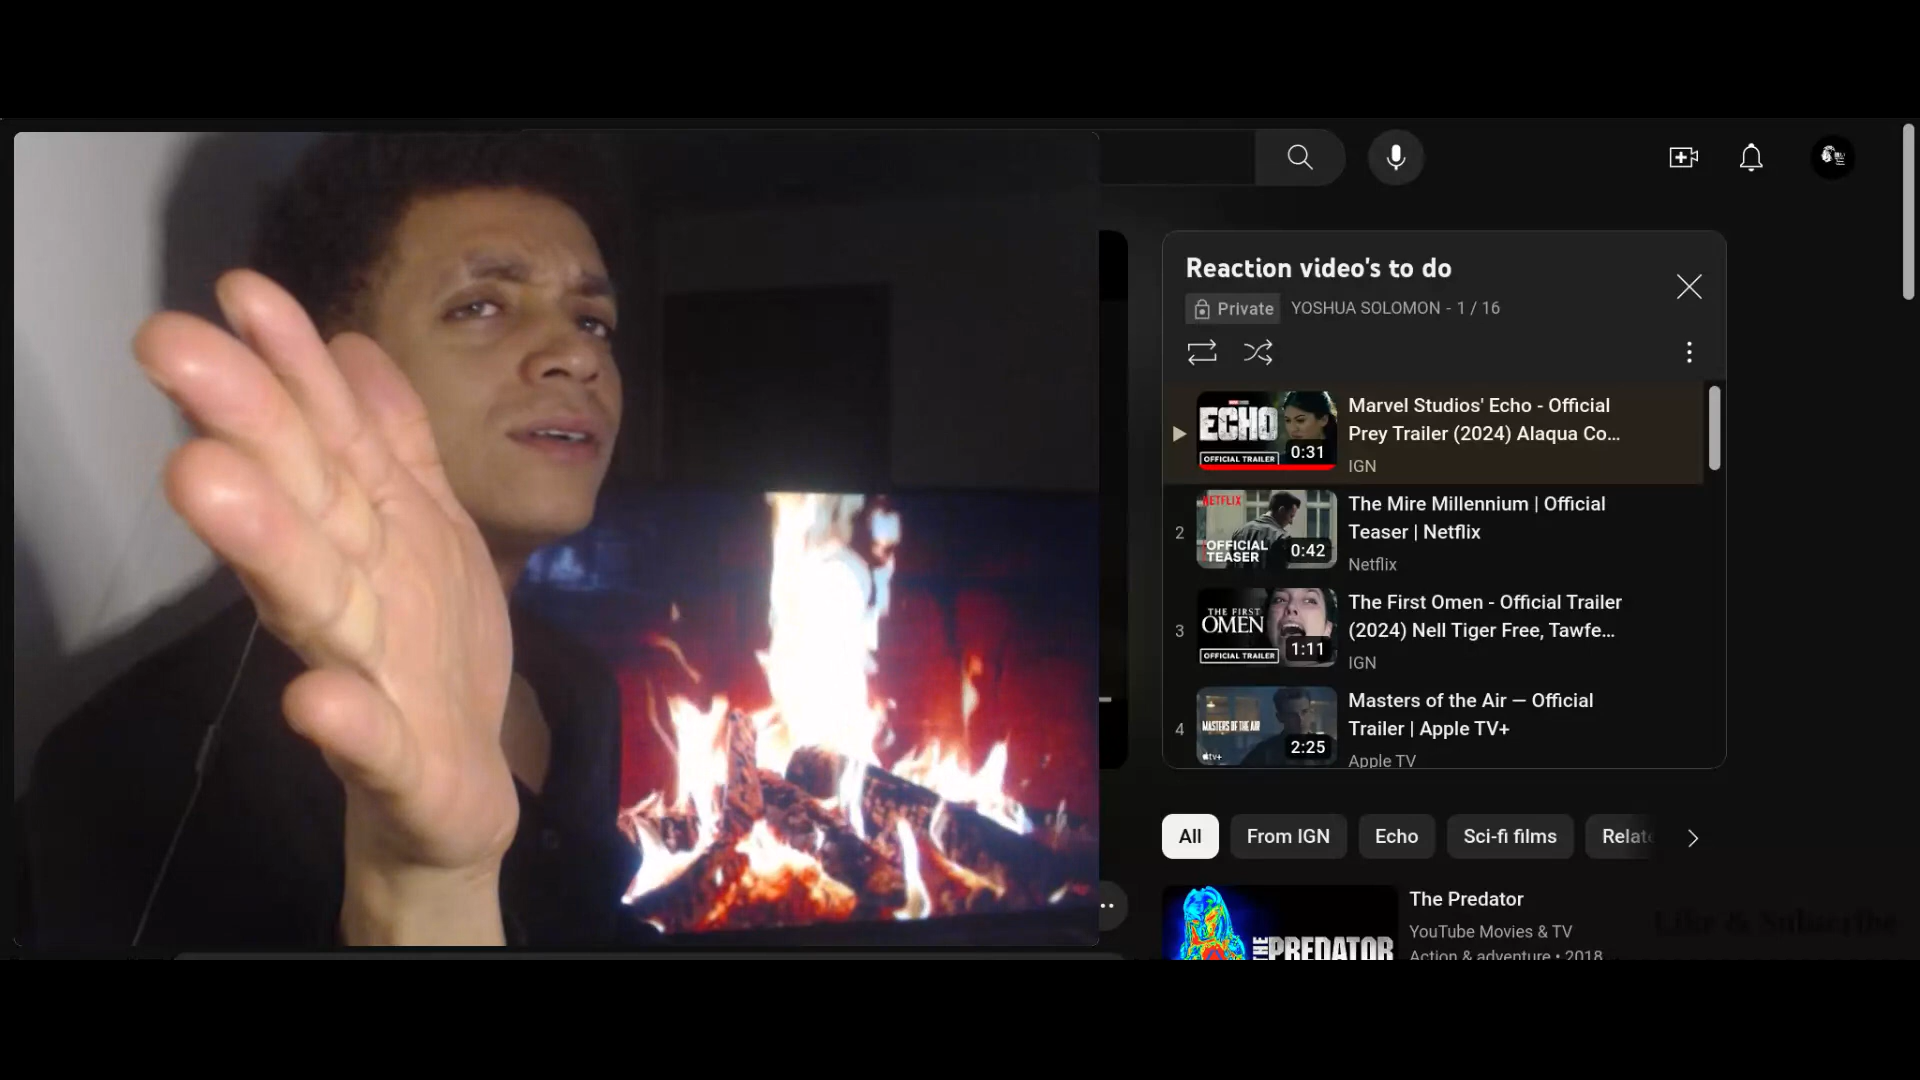 Reaction video's to do
Private YOSHUA SOLOMON - 1 / 16
ECHO
OFFICIAL TRAILER
0:31
Marvel Studios' Echo - Official
Prey Trailer (2024) Alaqua Co...
IGN
2
NETFLIX
OFFICIAL
TEASER
0:42
The Mire Millennium | Official
Teaser | Netflix
Netflix
3
THE FIRST
OMEN
OFFICIAL TRAILER
1:11
The First Omen - Official Trailer
(2024) Nell Tiger Free, Tawfe...
IGN
4
MASTERS OF THE AIR
tv+
2:25
Masters of the Air — Official
Trailer | Apple TV+
Apple TV
All From IGN Echo Sci-fi films Relate
THE PREDATOR
The Predator
YouTube Movies & TV
Action & adventure • 2018
Like & Subscribe